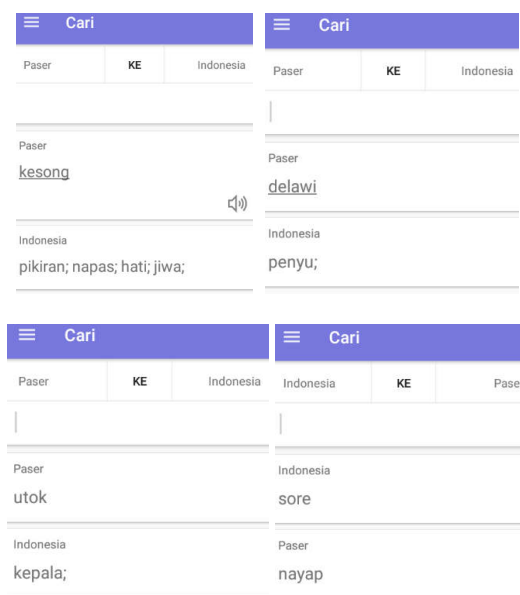 Cari
Paser KE Indonesia
Paser
kesong
Indonesia
pikiran; napas; hati; jiwa;
Cari
Paser KE Indonesia
Paser
delawi
Indonesia
penyu;
Cari
Paser KE Indonesia
Paser
utok
Indonesia
kepala;
Cari
Indonesia KE Pase
Indonesia
sore
Paser
nayap